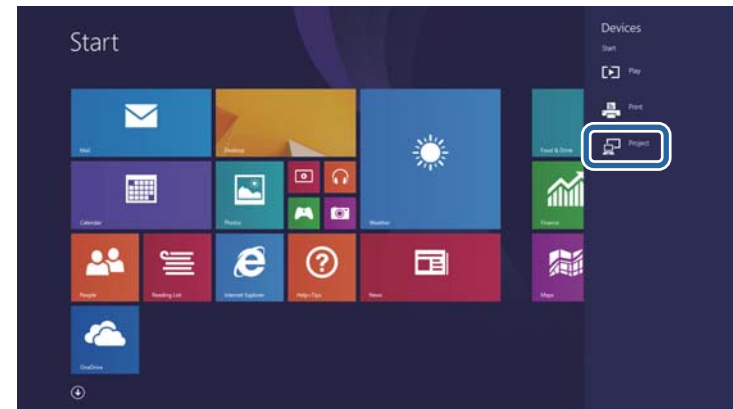 Start
Mail
Desktop
Calendar
Photos
Weather
People
Reading List
Internet Explorer
Help+Tips
News
OneDrive
Food & Drink
Finance
Maps
Devices
Start
Play
Print
Project